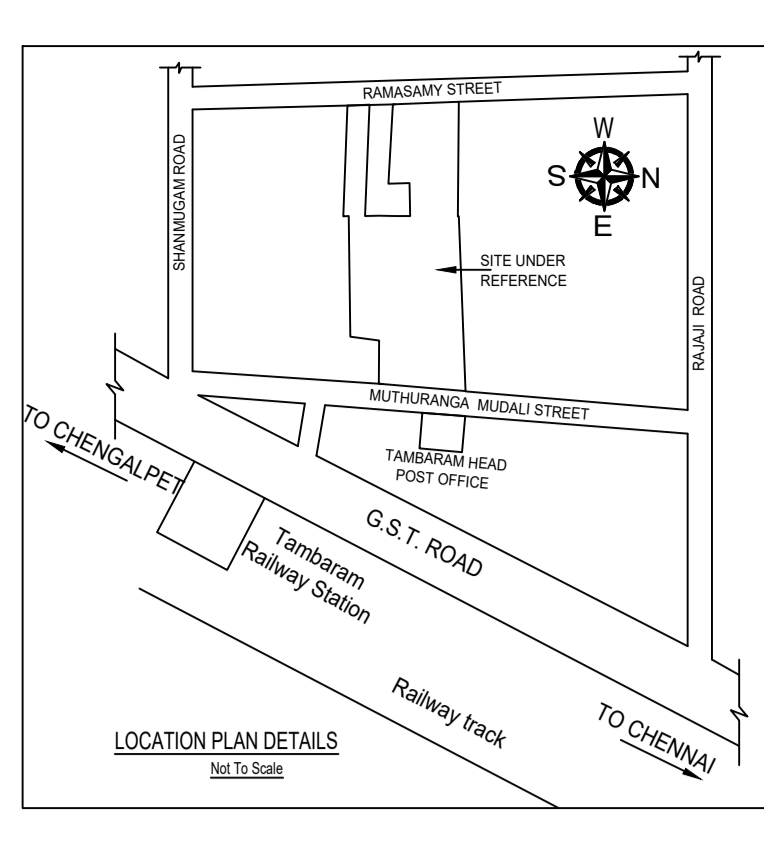 RAMASAMY STREET
SHANMUGAM ROAD
W
S
N
E
SITE UNDER
REFERENCE
RAJAJI ROAD
MUTHURANGA MUDALI STREET
TO CHENGALPET
TAMBARAM HEAD
POST OFFICE
G.S.T. ROAD
Tambaram
Railway Station
Railway track
TO CHENNAI
LOCATION PLAN DETAILS
Not To Scale